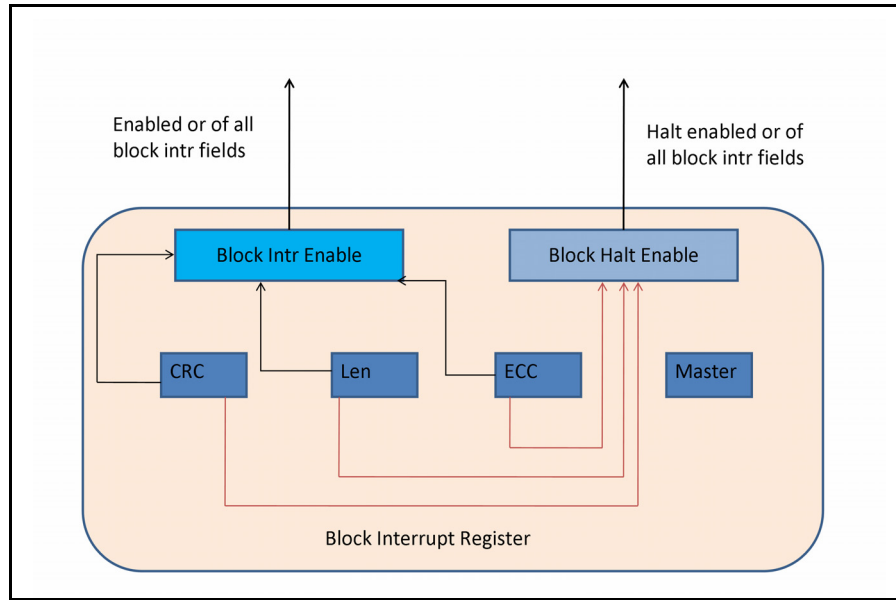 Enabled or of all
block intr fields
Halt enabled or of
all block intr fields
Block Intr Enable
Block Halt Enable
CRC
Len
ECC
Master
Block Interrupt Register